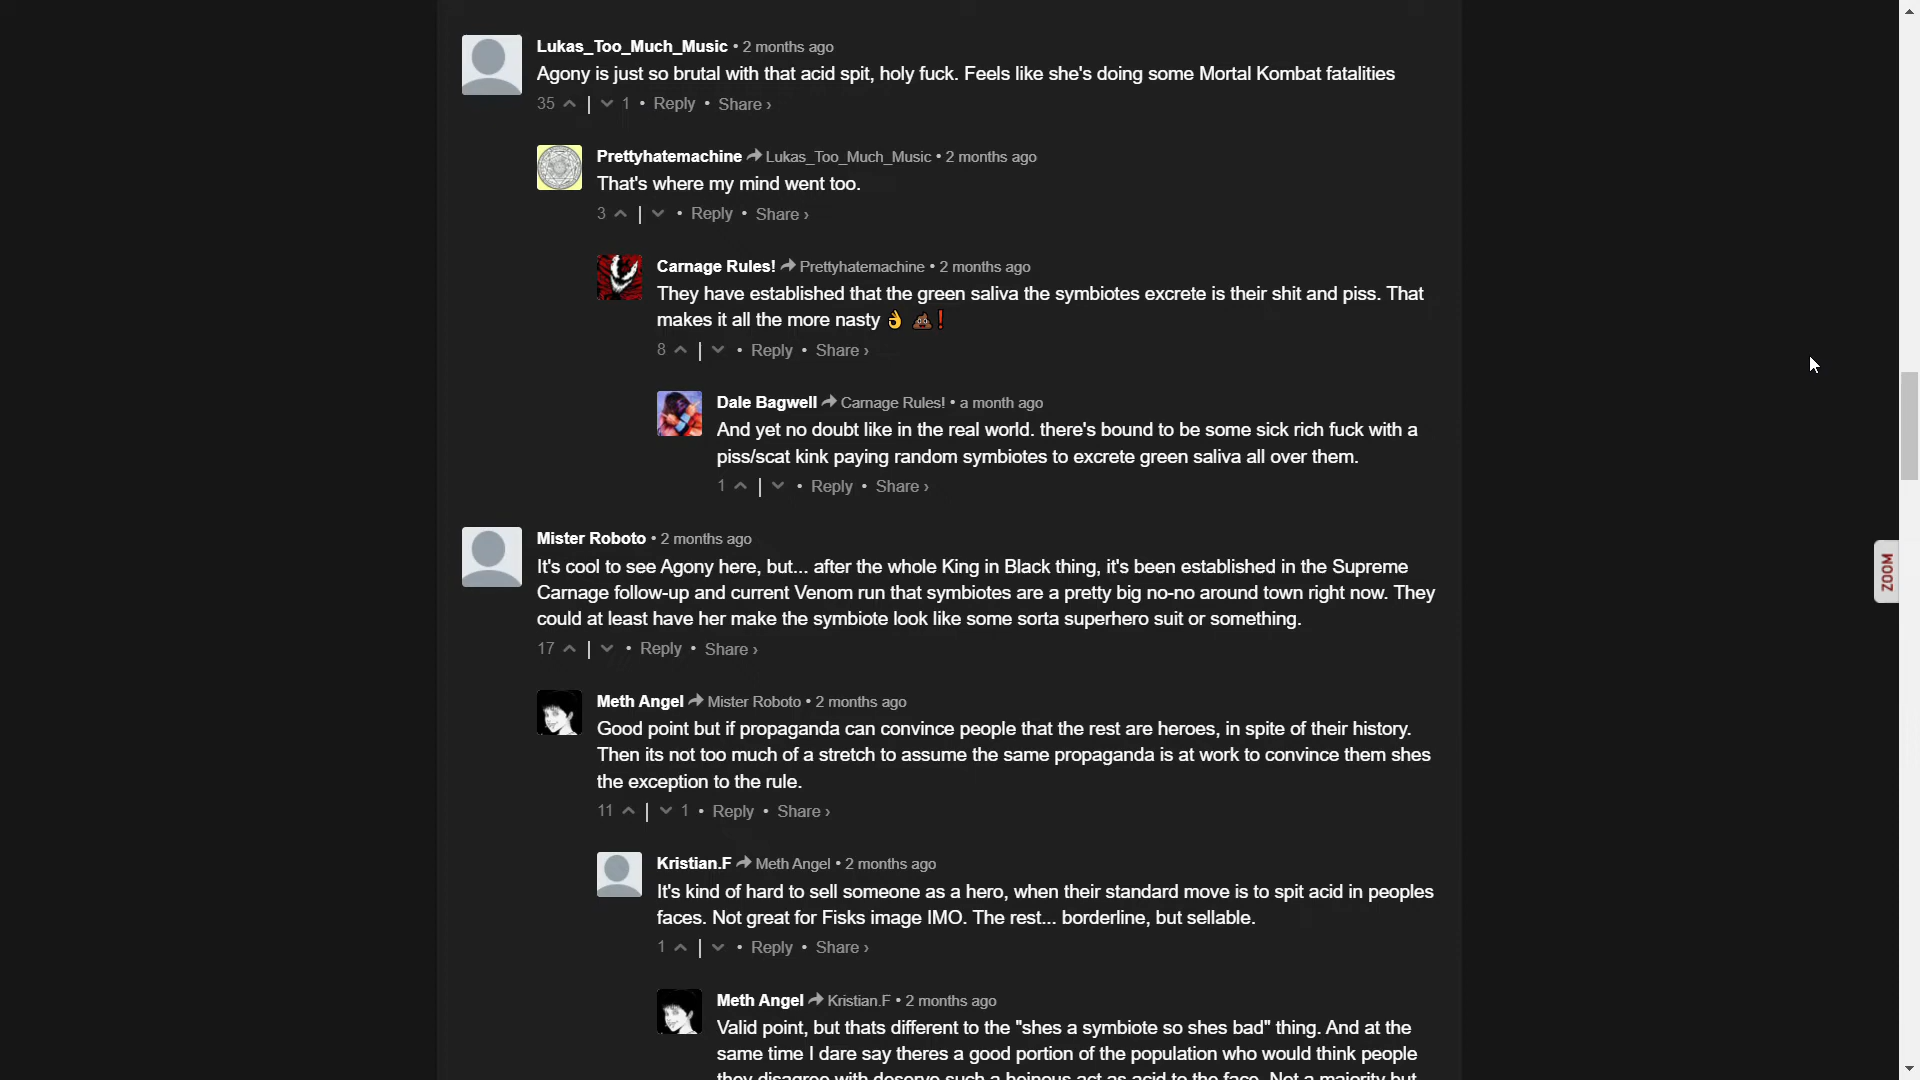 Lukas_Too_Much_Music • 2 months ago
Agony is just so brutal with that acid spit, holy fuck. Feels like she's doing some Mortal Kombat fatalities
35 | 1 • Reply • Share ›
Prettyhatemachine Lukas_Too_Much_Music • 2 months ago
That's where my mind went too.
3 | • Reply • Share ›
Carnage Rules! Prettyhatemachine • 2 months ago
They have established that the green saliva the symbiotes excrete is their shit and piss. That
makes it all the more nasty 👌 💩❗
8 | • Reply • Share ›
Dale Bagwell Carnage Rules! • a month ago
And yet no doubt like in the real world. there's bound to be some sick rich fuck with a
piss/scat kink paying random symbiotes to excrete green saliva all over them.
1 | • Reply • Share ›
Mister Roboto • 2 months ago
It's cool to see Agony here, but... after the whole King in Black thing, it's been established in the Supreme
Carnage follow-up and current Venom run that symbiotes are a pretty big no-no around town right now. They
could at least have her make the symbiote look like some sorta superhero suit or something.
17 | • Reply • Share ›
ZOOM
Meth Angel Mister Roboto • 2 months ago
Good point but if propaganda can convince people that the rest are heroes, in spite of their history.
Then its not too much of a stretch to assume the same propaganda is at work to convince them shes
the exception to the rule.
11 | 1 • Reply • Share ›
Kristian.F Meth Angel • 2 months ago
It's kind of hard to sell someone as a hero, when their standard move is to spit acid in peoples
faces. Not great for Fisks image IMO. The rest... borderline, but sellable.
1 | • Reply • Share ›
Meth Angel Kristian.F • 2 months ago
Valid point, but thats different to the "shes a symbiote so shes bad" thing. And at the
same time I dare say theres a good portion of the population who would think people
they disagree with deserve such a heinous act as acid to the face. Not a majority but